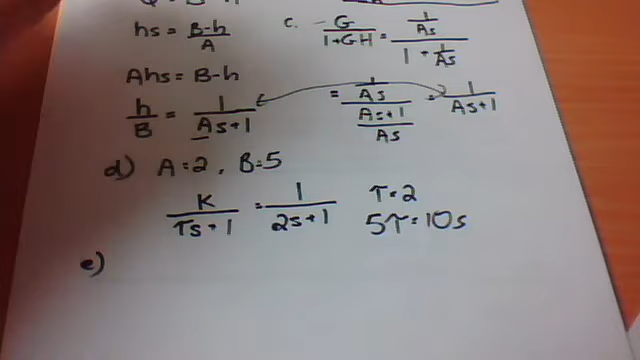 hs = B-h / A
Ahs = B-h
h/B = 1 / As+1
c. G / 1+GH = 1/As / 1 + 1/As
= 1/As / As+1/As = 1 / As+1
d) A=2, B=5
K / τs+1 = 1 / 2s+1
τ=2
5τ=10s
e)